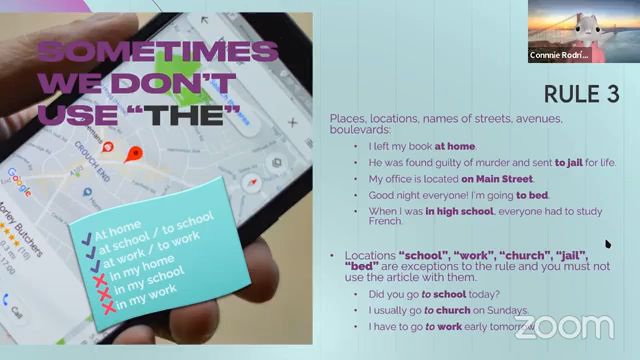 SOMETIMES
WE DON'T
USE "THE"
CROUCH END
Google
Morley Butchers
Call
At home
at school / to school
at work / to work
in my home
in my school
in my work
Connnie Rodrí...
RULE 3
Places, locations, names of streets, avenues,
boulevards:
• I left my book at home.
• He was found guilty of murder and sent to jail for life.
• My office is located on Main Street.
• Good night everyone! I'm going to bed.
• When I was in high school, everyone had to study
French.
• Locations "school", "work", "church", "jail",
"bed" are exceptions to the rule and you must not
use the article with them.
• Did you go to school today?
• I usually go to church on Sundays.
• I have to go to work early tomorrow.
zoom